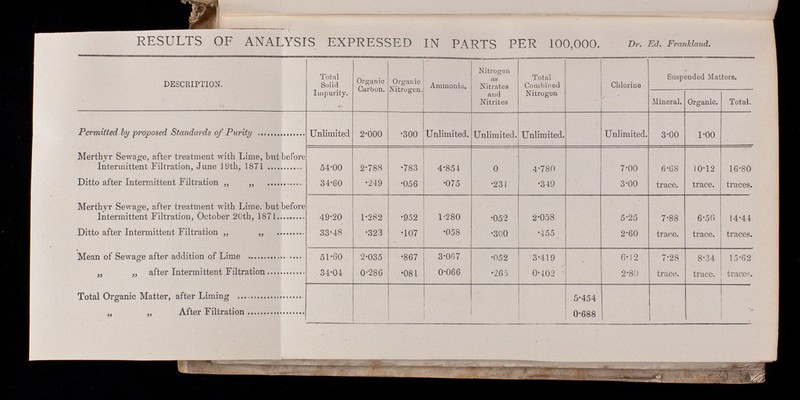 RESULTS OF ANALYSIS EXPRESSED IN PARTS PER 100,000. Dr. Ed. Frankland.
DESCRIPTION. Total Solid Impurity. Organic Carbon. Organic Nitrogen. Ammonia. Nitrogen as Nitrates and Nitrites Total Combined Nitrogen Chlorine Suspended Matters.
Mineral. Organic. Total.
Permitted by proposed Standards of Purity Unlimited 2·000 ·300 Unlimited. Unlimited. Unlimited. Unlimited. 3·00 1·00
Merthyr Sewage, after treatment with Lime, but before
Intermittent Filtration, June 19th, 1871 54·00 2·788 ·783 4·854 0 4·780 7·00 6·68 10·12 16·80
Ditto after Intermittent Filtration „ „ 34·60 ·249 ·056 ·075 ·231 ·349 3·00 trace. trace. traces.
Merthyr Sewage, after treatment with Lime. but before
Intermittent Filtration, October 20th, 1871 49·20 1·282 ·952 1·280 ·052 2·058 5·25 7·88 6·56 14·44
Ditto after Intermittent Filtration „ „ 33·48 ·323 ·107 ·058 ·300 ·455 2·60 trace. trace. traces.
Mean of Sewage after addition of Lime 51·60 2·035 ·867 3·067 ·052 3·419 6·12 7·28 8·34 15·62
„ „ after Intermittent Filtration 34·04 0·286 ·081 0·066 ·265 0·402 2·80 trace. trace. traces.
Total Organic Matter, after Liming 5·454
„ „ After Filtration 0·688